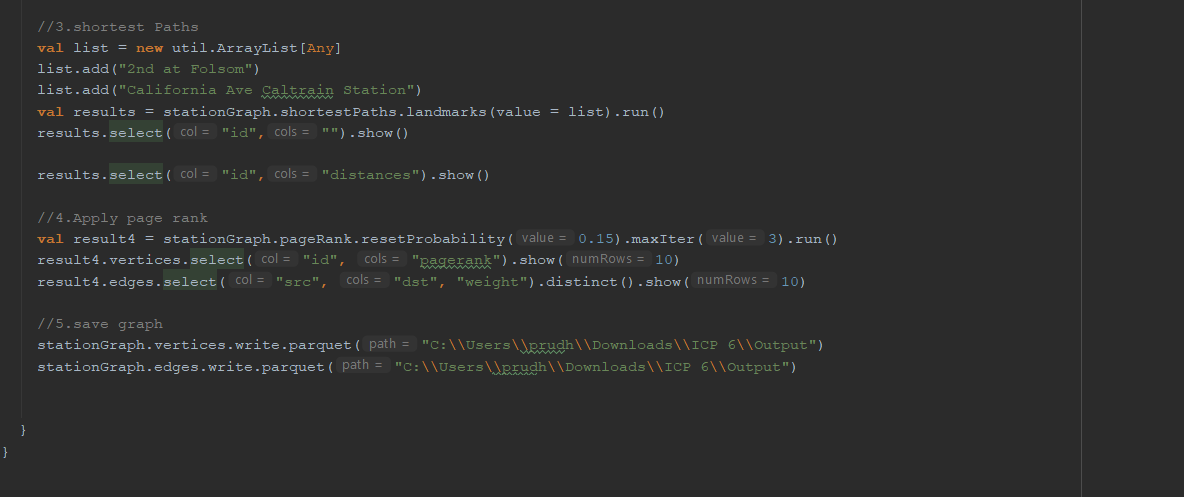 //3.shortest Paths
val list = new util.ArrayList[Any]
list.add("2nd at Folsom")
list.add("California Ave Caltrain Station")
val results = stationGraph.shortestPaths.landmarks(value = list).run()
results.select( col = "id", cols = "").show()
results.select( col = "id", cols = "distances").show()
//4.Apply page rank
val result4 = stationGraph.pageRank.resetProbability( value = 0.15).maxIter( value = 3).run()
result4.vertices.select( col = "id", cols = "pagerank").show( numRows = 10)
result4.edges.select( col = "src", cols = "dst", "weight").distinct().show( numRows = 10)
//5.save graph
stationGraph.vertices.write.parquet( path = "C:\\Users\\prudh\\Downloads\\ICP 6\\Output")
stationGraph.edges.write.parquet( path = "C:\\Users\\prudh\\Downloads\\ICP 6\\Output")
}
}